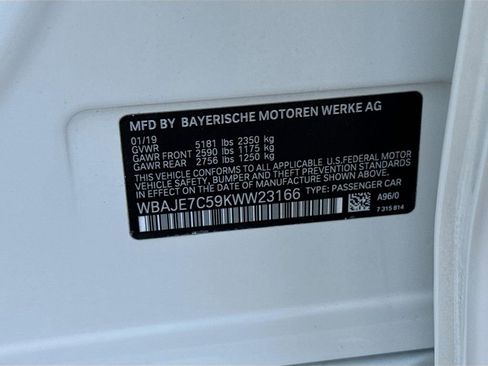 MFD BY BAYERISCHE MOTOREN WERKE AG
01/19
GVWR 5181 lbs 2350 kg
GAWR FRONT 2590 lbs 1175 kg
GAWR REAR 2756 lbs 1250 kg
THIS VEHICLE CONFORMS TO ALL APPLICABLE U.S.FEDERAL MOTOR
VEHICLE SAFETY, BUMPER AND THEFT PREVENTION STANDARDS
IN EFFECT ON THE DATE OF MANUFACTURE SHOWN ABOVE.
WBAJE7C59KWW23166 TYPE: PASSENGER CAR
A96/0
7 315 814